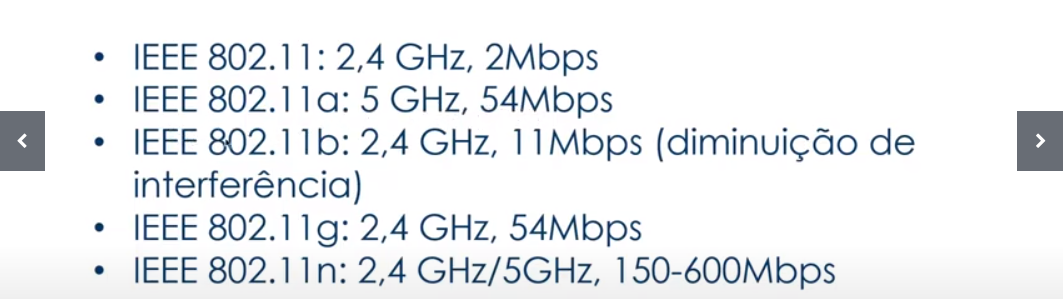 • IEEE 802.11: 2,4 GHz, 2Mbps
• IEEE 802.11a: 5 GHz, 54Mbps
• IEEE 802.11b: 2,4 GHz, 11Mbps (diminuição de
interferência)
• IEEE 802.11g: 2,4 GHz, 54Mbps
• IEEE 802.11n: 2,4 GHz/5GHz, 150-600Mbps